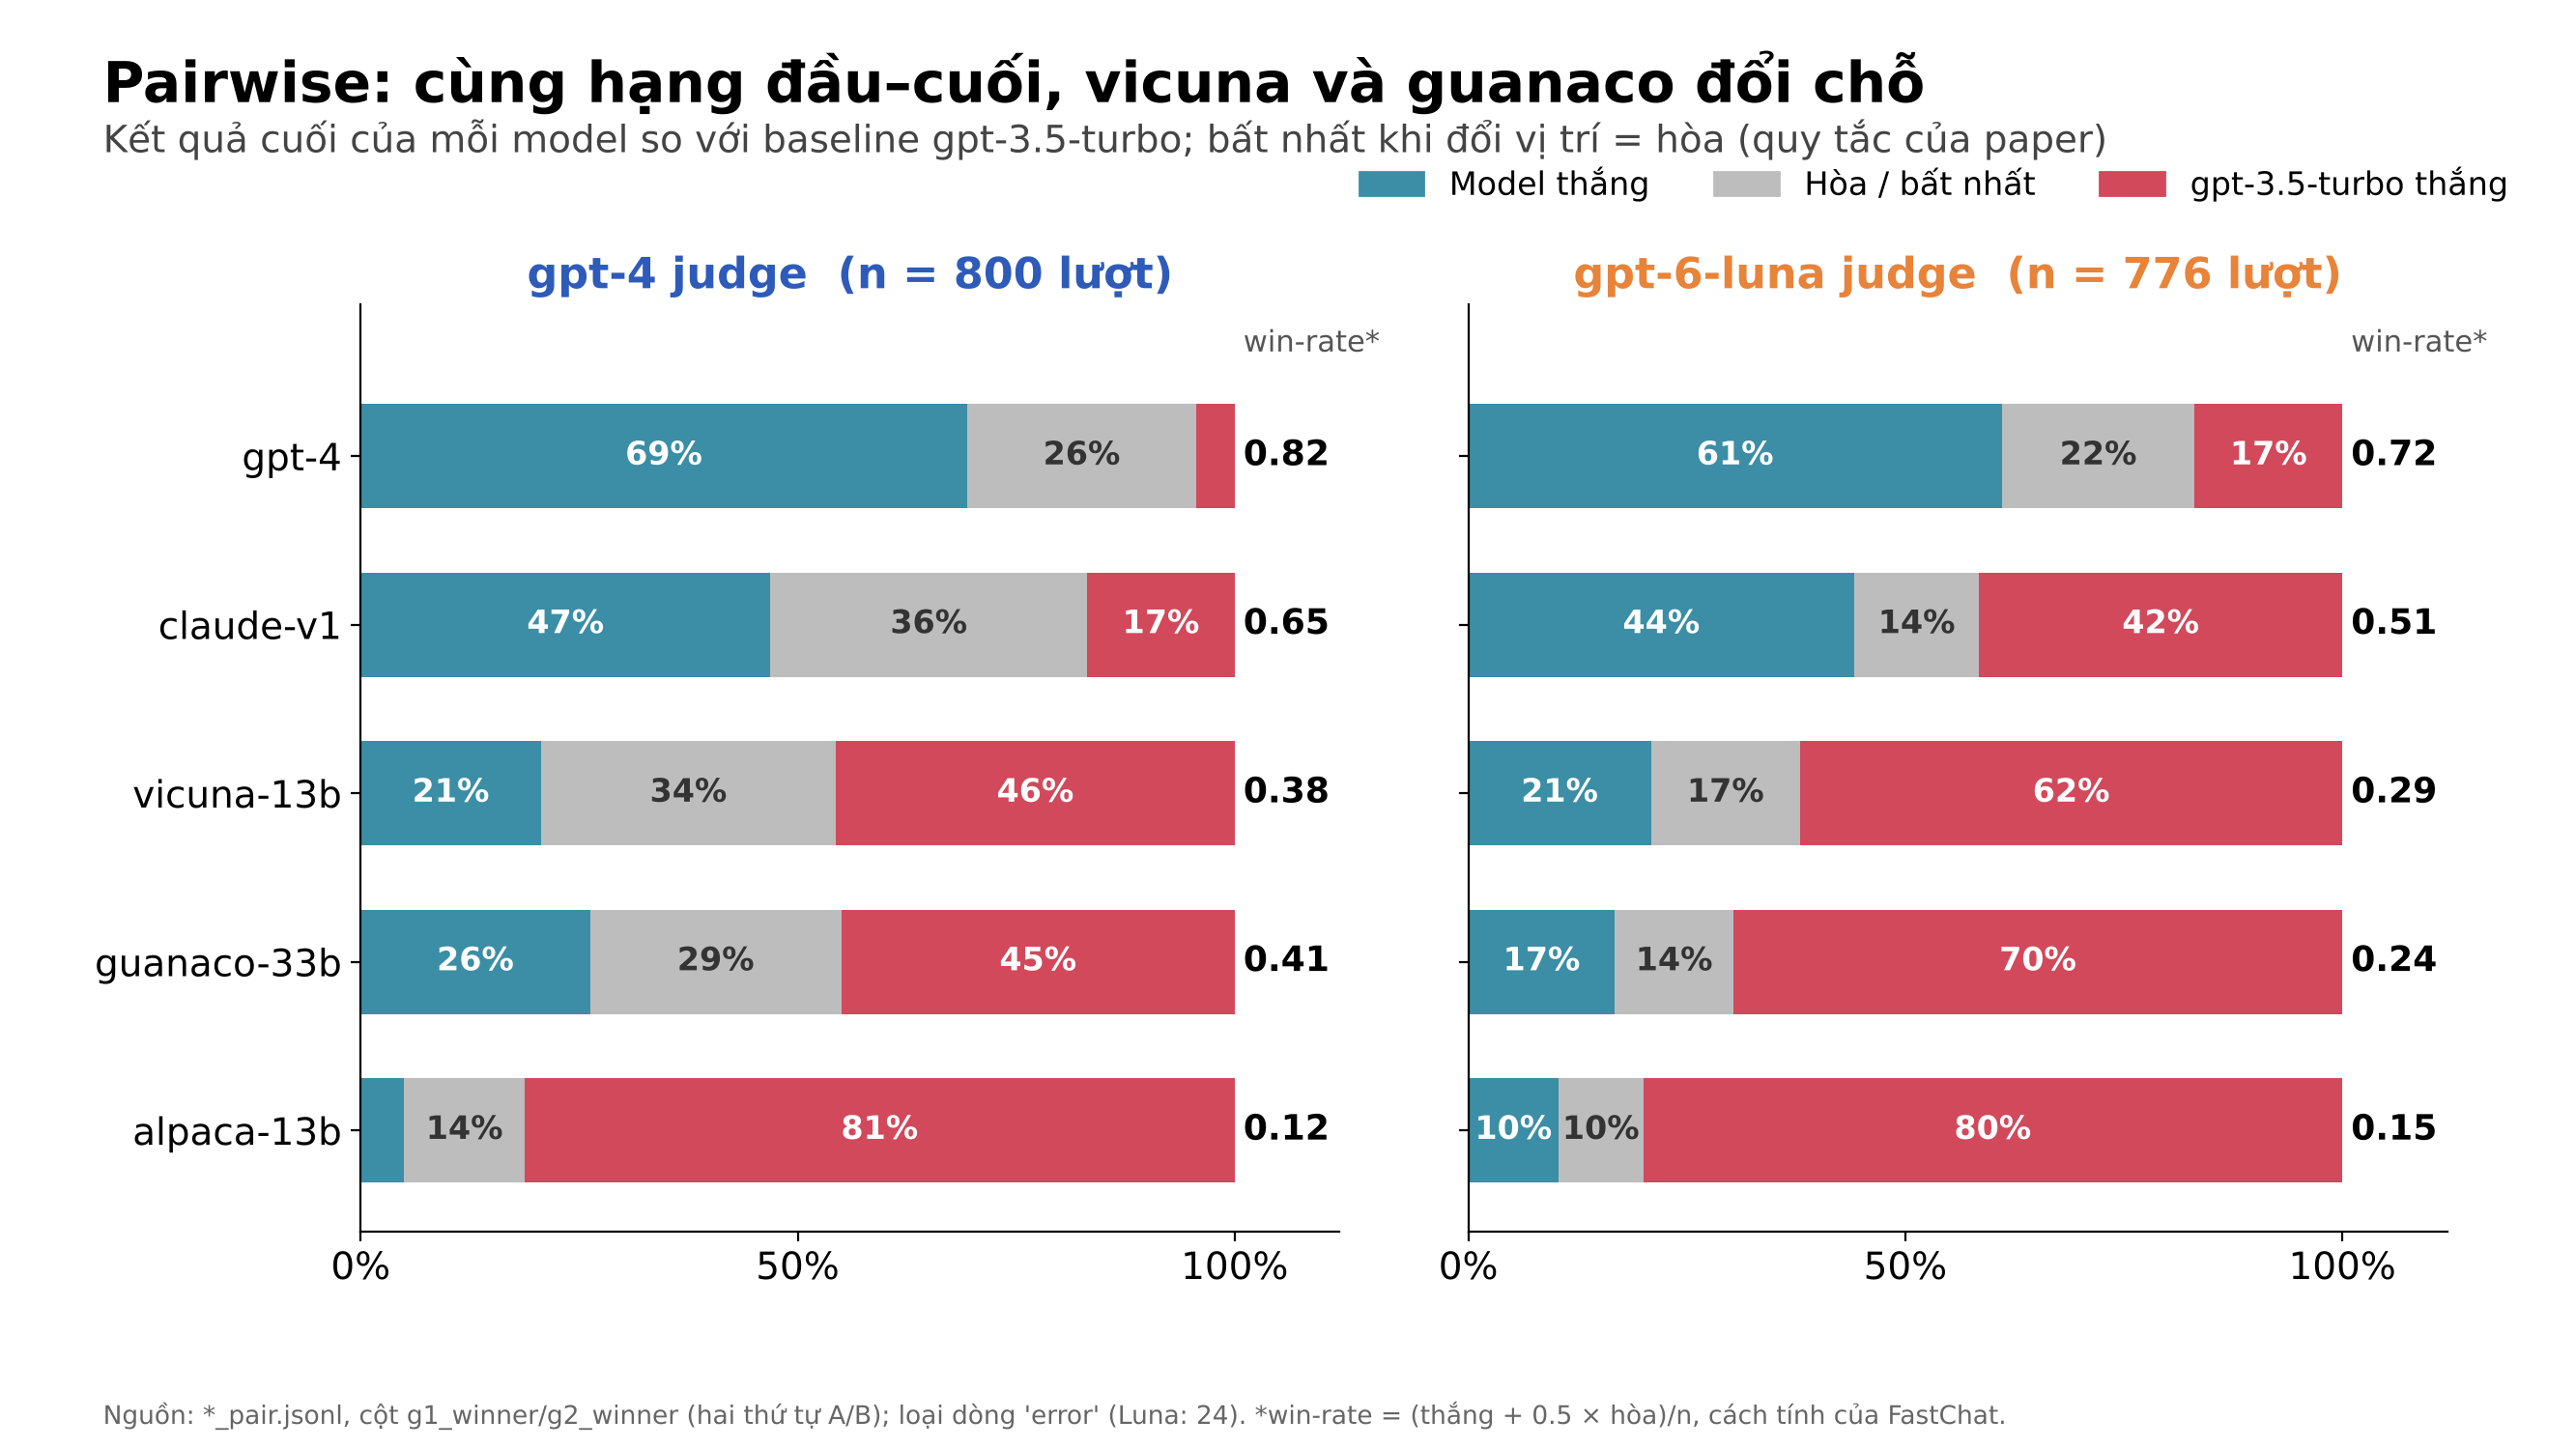 Pairwise: cùng hạng đầu–cuối, vicuna và guanaco đổi chỗ
Kết quả cuối của mỗi model so với baseline gpt-3.5-turbo; bất nhất khi đổi vị trí = hòa (quy tắc của paper)
Model thắng Hòa / bất nhất gpt-3.5-turbo thắng
gpt-4 judge (n = 800 lượt)
win-rate*
gpt-4 69% 26% 0.82
claude-v1 47% 36% 17% 0.65
vicuna-13b 21% 34% 46% 0.38
guanaco-33b 26% 29% 45% 0.41
alpaca-13b 14% 81% 0.12
0% 50% 100%
gpt-6-luna judge (n = 776 lượt)
win-rate*
61% 22% 17% 0.72
44% 14% 42% 0.51
21% 17% 62% 0.29
17% 14% 70% 0.24
10% 10% 80% 0.15
0% 50% 100%
Nguồn: *_pair.jsonl, cột g1_winner/g2_winner (hai thứ tự A/B); loại dòng 'error' (Luna: 24). *win-rate = (thắng + 0.5 × hòa)/n, cách tính của FastChat.